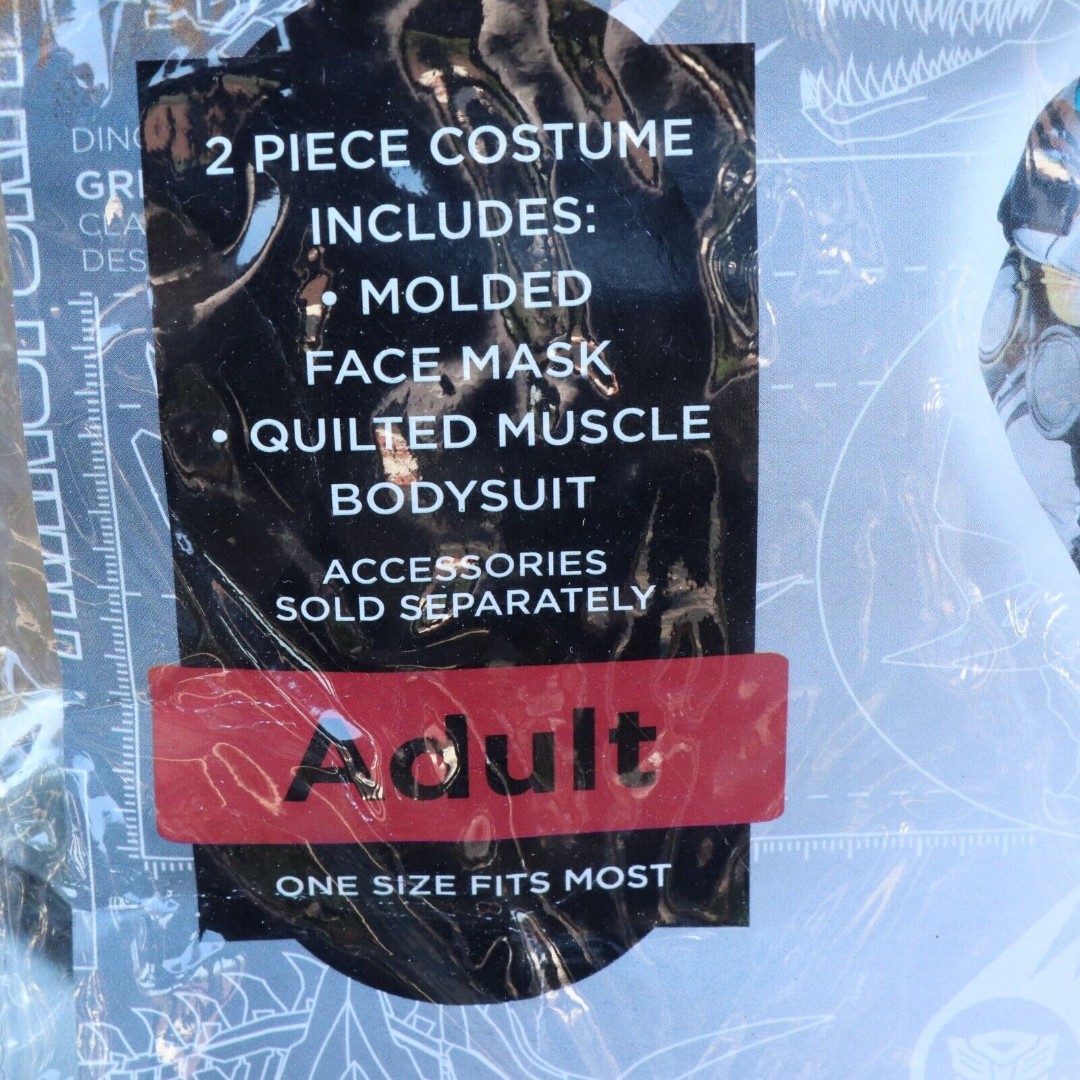 2 PIECE COSTUME
INCLUDES:
• MOLDED
FACE MASK
• QUILTED MUSCLE
BODYSUIT
ACCESSORIES
SOLD SEPARATELY
Adult
ONE SIZE FITS MOST